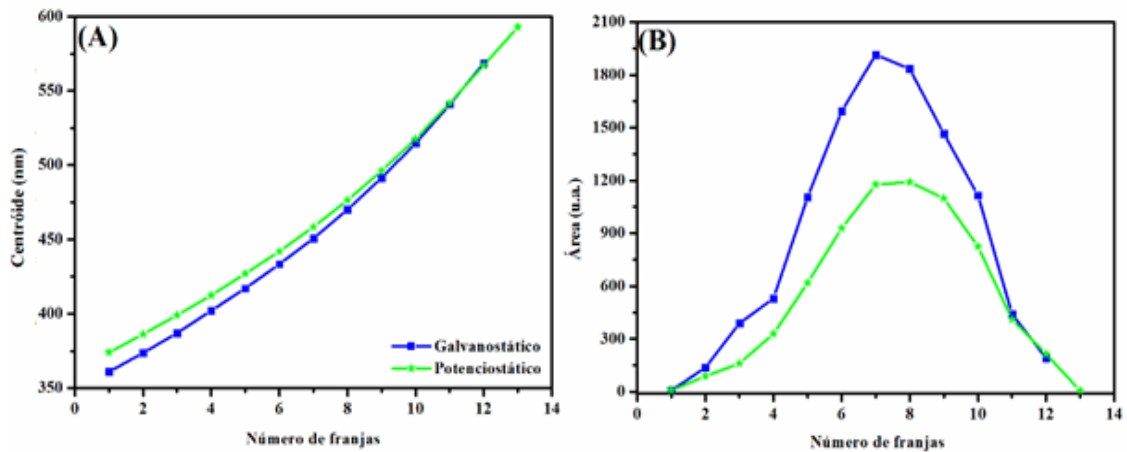 (A)
600
550
500
450
400
350
Centróide (nm)
0 2 4 6 8 10 12 14
Número de franjas
Galvanostático
Potenciostático
(B)
2100
1800
1500
1200
900
600
300
0
Área (u.a.)
0 2 4 6 8 10 12 14
Número de franjas